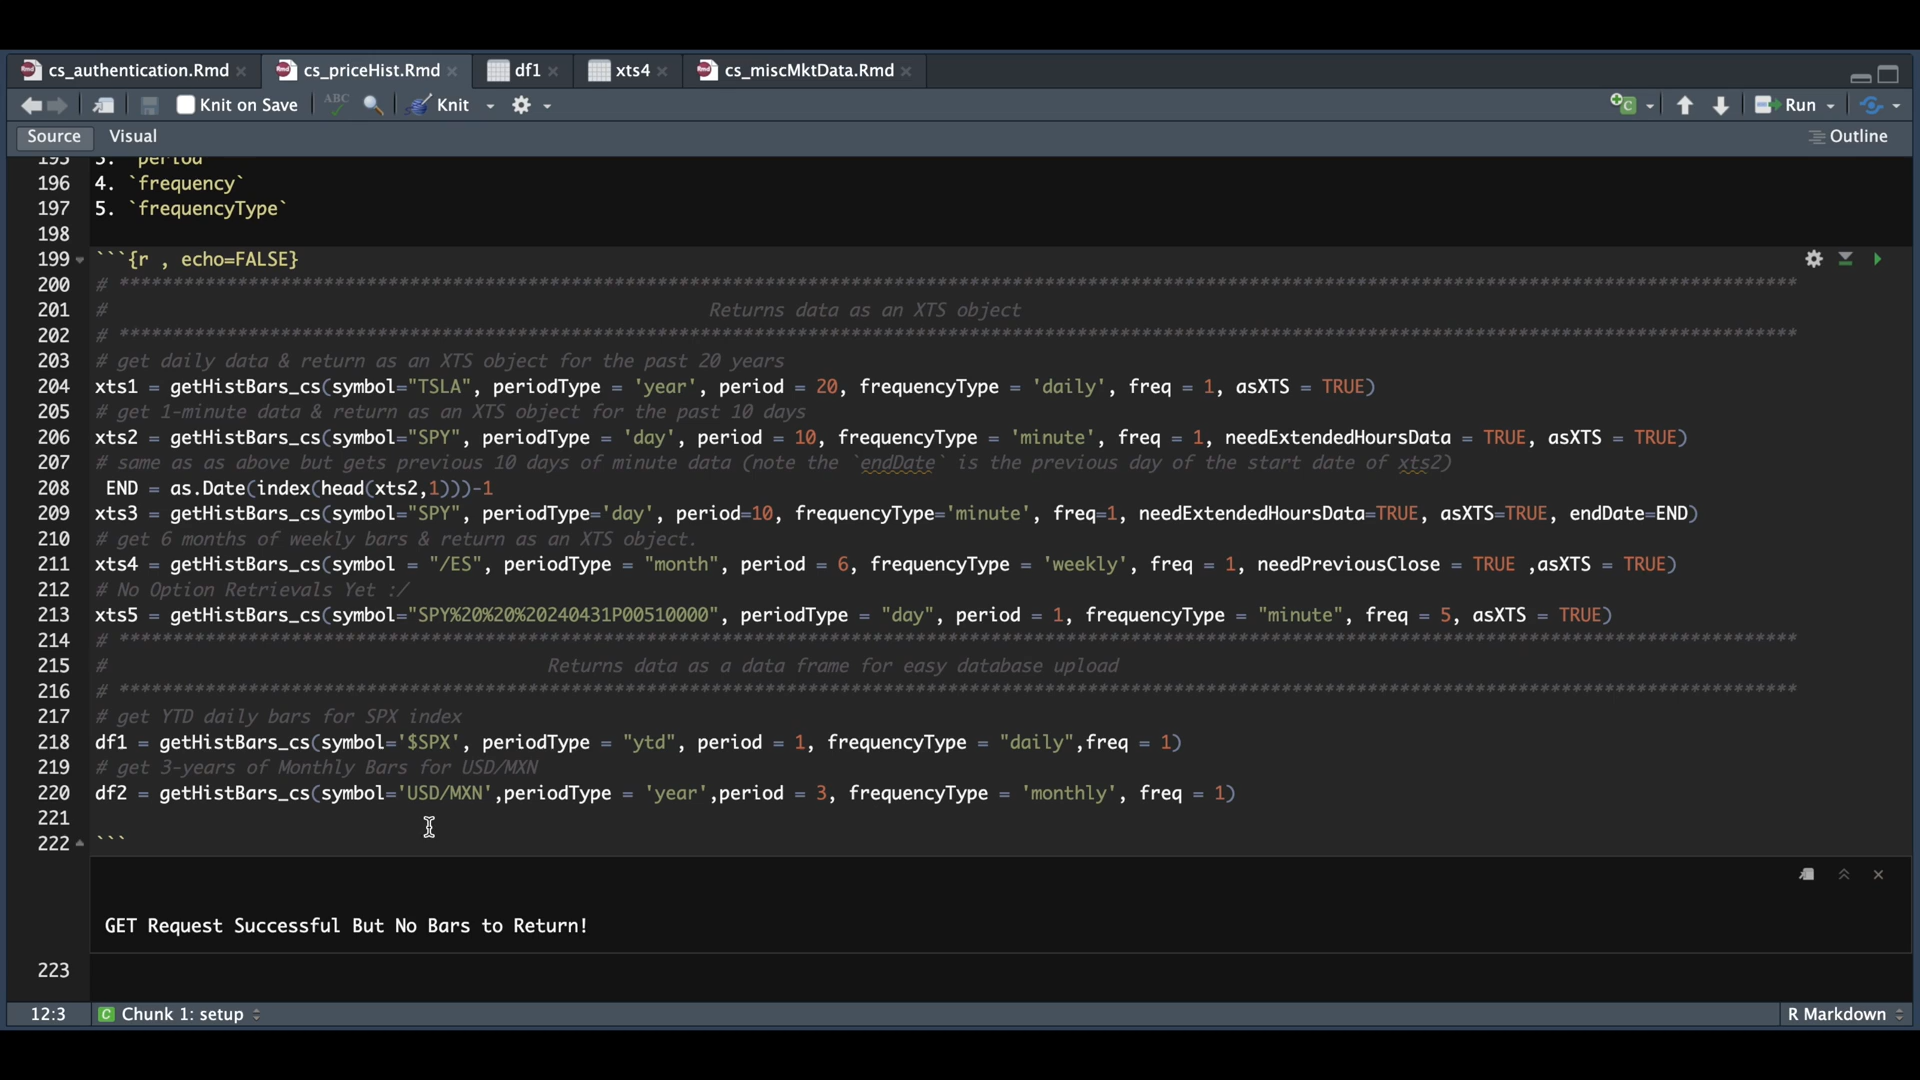 cs_authentication.Rmd cs_priceHist.Rmd df1 xts4 cs_miscMktData.Rmd
Knit on Save ABC Knit Run
Source Visual Outline
195 3. `period`
196 4. `frequency`
197 5. `frequencyType`
198
199 ```{r , echo=FALSE}
200 # ****************************************************************************************************************************************************************
201 # Returns data as an XTS object
202 # ****************************************************************************************************************************************************************
203 # get daily data & return as an XTS object for the past 20 years
204 xts1 = getHistBars_cs(symbol="TSLA", periodType = 'year', period = 20, frequencyType = 'daily', freq = 1, asXTS = TRUE)
205 # get 1-minute data & return as an XTS object for the past 10 days
206 xts2 = getHistBars_cs(symbol="SPY", periodType = 'day', period = 10, frequencyType = 'minute', freq = 1, needExtendedHoursData = TRUE, asXTS = TRUE)
207 # same as as above but gets previous 10 days of minute data (note the `endDate` is the previous day of the start date of xts2)
208 END = as.Date(index(head(xts2,1)))-1
209 xts3 = getHistBars_cs(symbol="SPY", periodType='day', period=10, frequencyType='minute', freq=1, needExtendedHoursData=TRUE, asXTS=TRUE, endDate=END)
210 # get 6 months of weekly bars & return as an XTS object.
211 xts4 = getHistBars_cs(symbol = "/ES", periodType = "month", period = 6, frequencyType = 'weekly', freq = 1, needPreviousClose = TRUE ,asXTS = TRUE)
212 # No Option Retrievals Yet :/
213 xts5 = getHistBars_cs(symbol="SPY%20%20%20240431P00510000", periodType = "day", period = 1, frequencyType = "minute", freq = 5, asXTS = TRUE)
214 # ****************************************************************************************************************************************************************
215 # Returns data as a data frame for easy database upload
216 # ****************************************************************************************************************************************************************
217 # get YTD daily bars for SPX index
218 df1 = getHistBars_cs(symbol='$SPX', periodType = "ytd", period = 1, frequencyType = "daily",freq = 1)
219 # get 3-years of Monthly Bars for USD/MXN
220 df2 = getHistBars_cs(symbol='USD/MXN',periodType = 'year',period = 3, frequencyType = 'monthly', freq = 1)
221
222 ```
GET Request Successful But No Bars to Return!
223
12:3 C Chunk 1: setup R Markdown